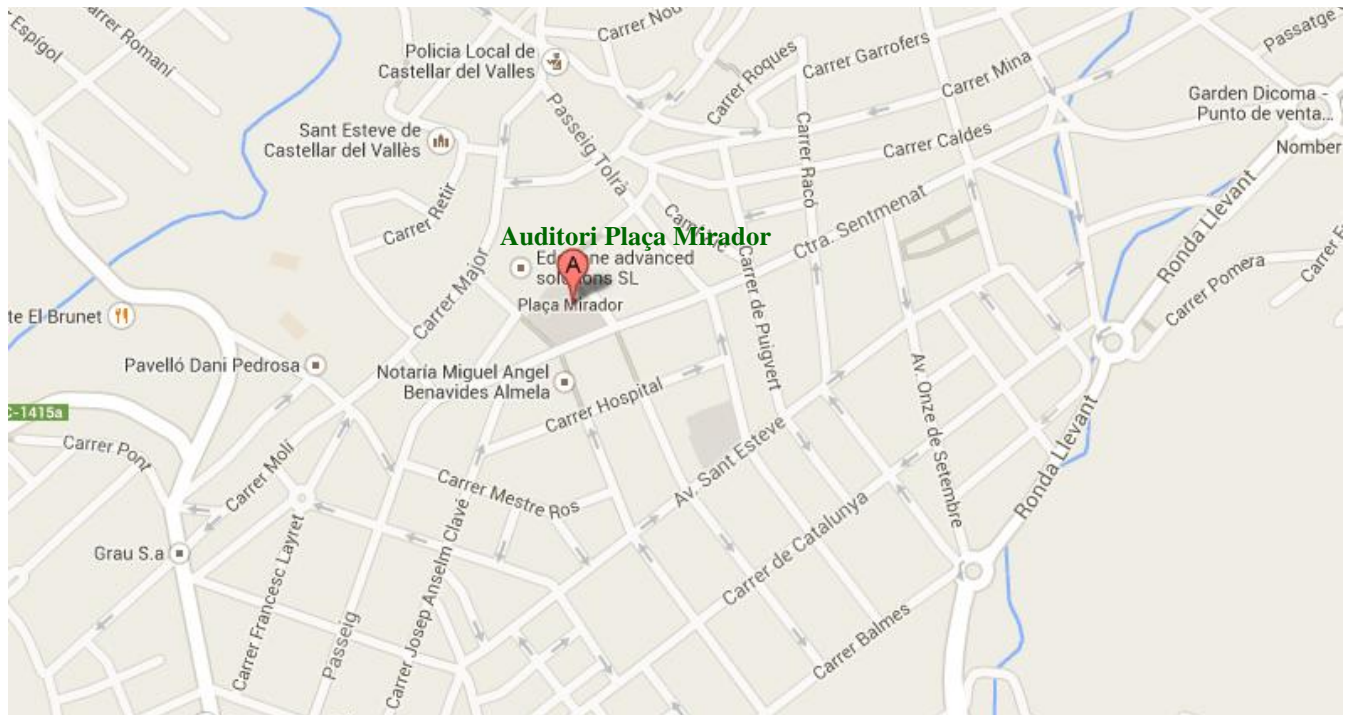 Espígol
Carrer Romaní
Policia Local de
Castellar del Valles
Carrer Nou
Carrer Roques
Carrer Garrofers
Carrer Mina
Passatge
Garden Dicoma -
Punto de venta...
Nomber
Sant Esteve de
Castellar del Vallès
Passeig Tolrà
Carrer Racó
Carrer Caldes
Carrer Retir
Auditori Plaça Mirador
Ctra. Sentmenat
Ronda Llevant
advanced
SL
A
Plaça Mirador
Carrer Major
Carrer de Puigvert
Carrer Pomera
te El Brunet
Pavelló Dani Pedrosa
Notaría Miguel Angel
Benavides Almela
Av. Onze de Setembre
C-1415a
Carrer Hospital
Carrer Pont
Carrer Molí
Av. Sant Esteve
Ronda Llevant
Carrer Mestre Ros
Grau S.a
Carrer Francesc Layret
Passeig
Carrer Josep Anselm Clavé
Carrer de Catalunya
Carrer Balmes